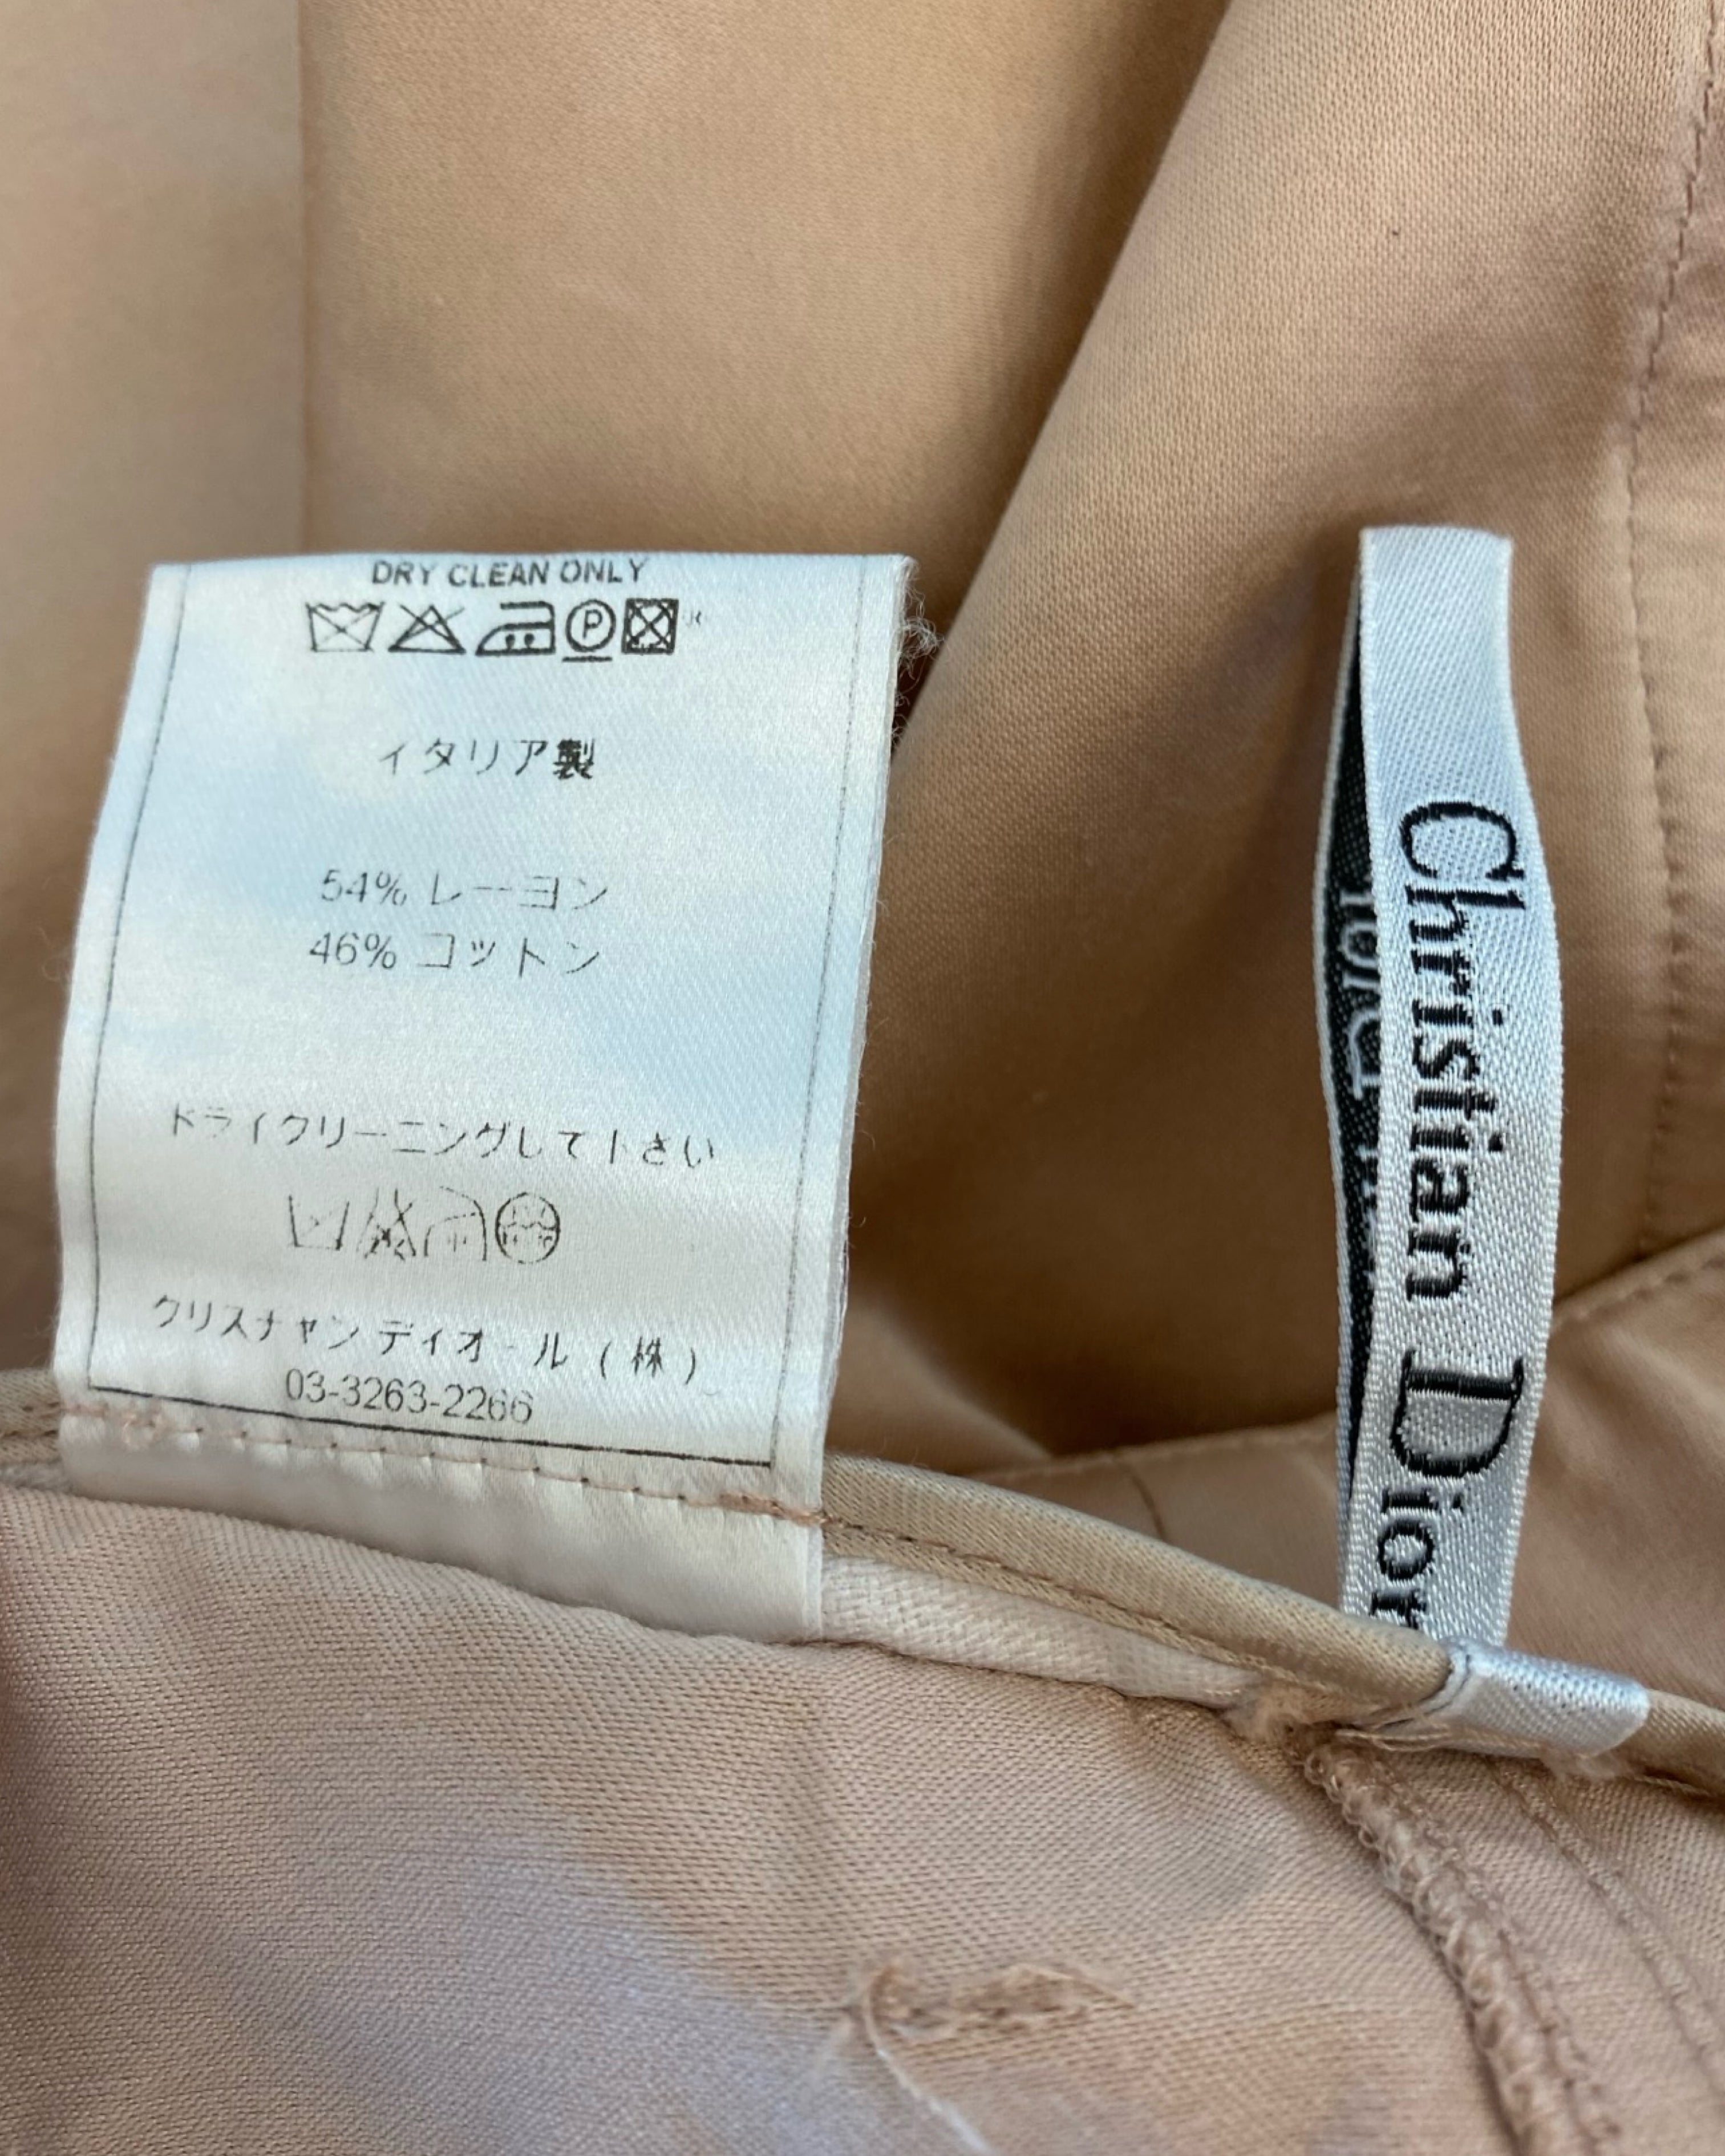 DRY CLEAN ONLY
P
イタリア製
54% レーヨン
46% コットン
ドライクリーニングして下さい
クリスチャン ディオール (株)
03-3263-2266
Christian Dior